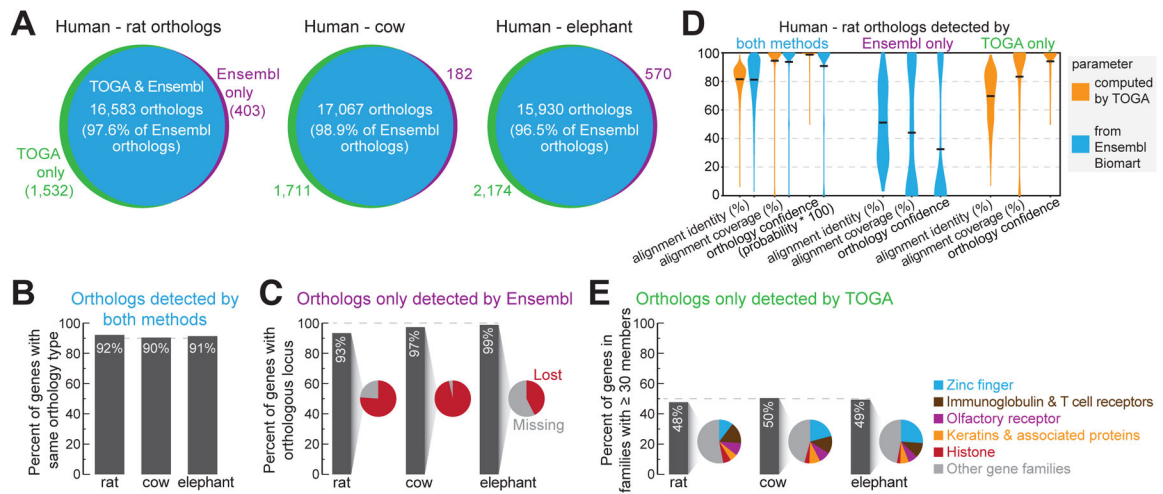 A
Human - rat orthologs
TOGA & Ensembl
16,583 orthologs
(97.6% of Ensembl
orthologs)
Ensembl
only
(403)
TOGA
only
(1,532)
Human - cow
17,067 orthologs
(98.9% of Ensembl
orthologs)
182
1,711
Human - elephant
15,930 orthologs
(96.5% of Ensembl
orthologs)
570
2,174
D
Human - rat orthologs detected by
both methods
Ensembl only
TOGA only
100
80
60
40
20
0
alignment identity (%)
alignment coverage (%)
orthology confidence
(probability * 100)
alignment identity (%)
alignment coverage (%)
orthology confidence
alignment identity (%)
alignment coverage (%)
orthology confidence
parameter
computed
by TOGA
from
Ensembl
Biomart
B
Orthologs detected by
both methods
Percent of genes with
same orthology type
100
80
60
40
20
0
92%
90%
91%
rat
cow
elephant
C
Orthologs only detected by Ensembl
Percent of genes with
orthologous locus
100
80
60
40
20
0
93%
97%
99%
Lost
Missing
rat
cow
elephant
E
Orthologs only detected by TOGA
Percent of genes in
families with ≥ 30 members
100
80
60
40
20
0
48%
50%
49%
rat
cow
elephant
Zinc finger
Immunoglobulin & T cell receptors
Olfactory receptor
Keratins & associated proteins
Histone
Other gene families